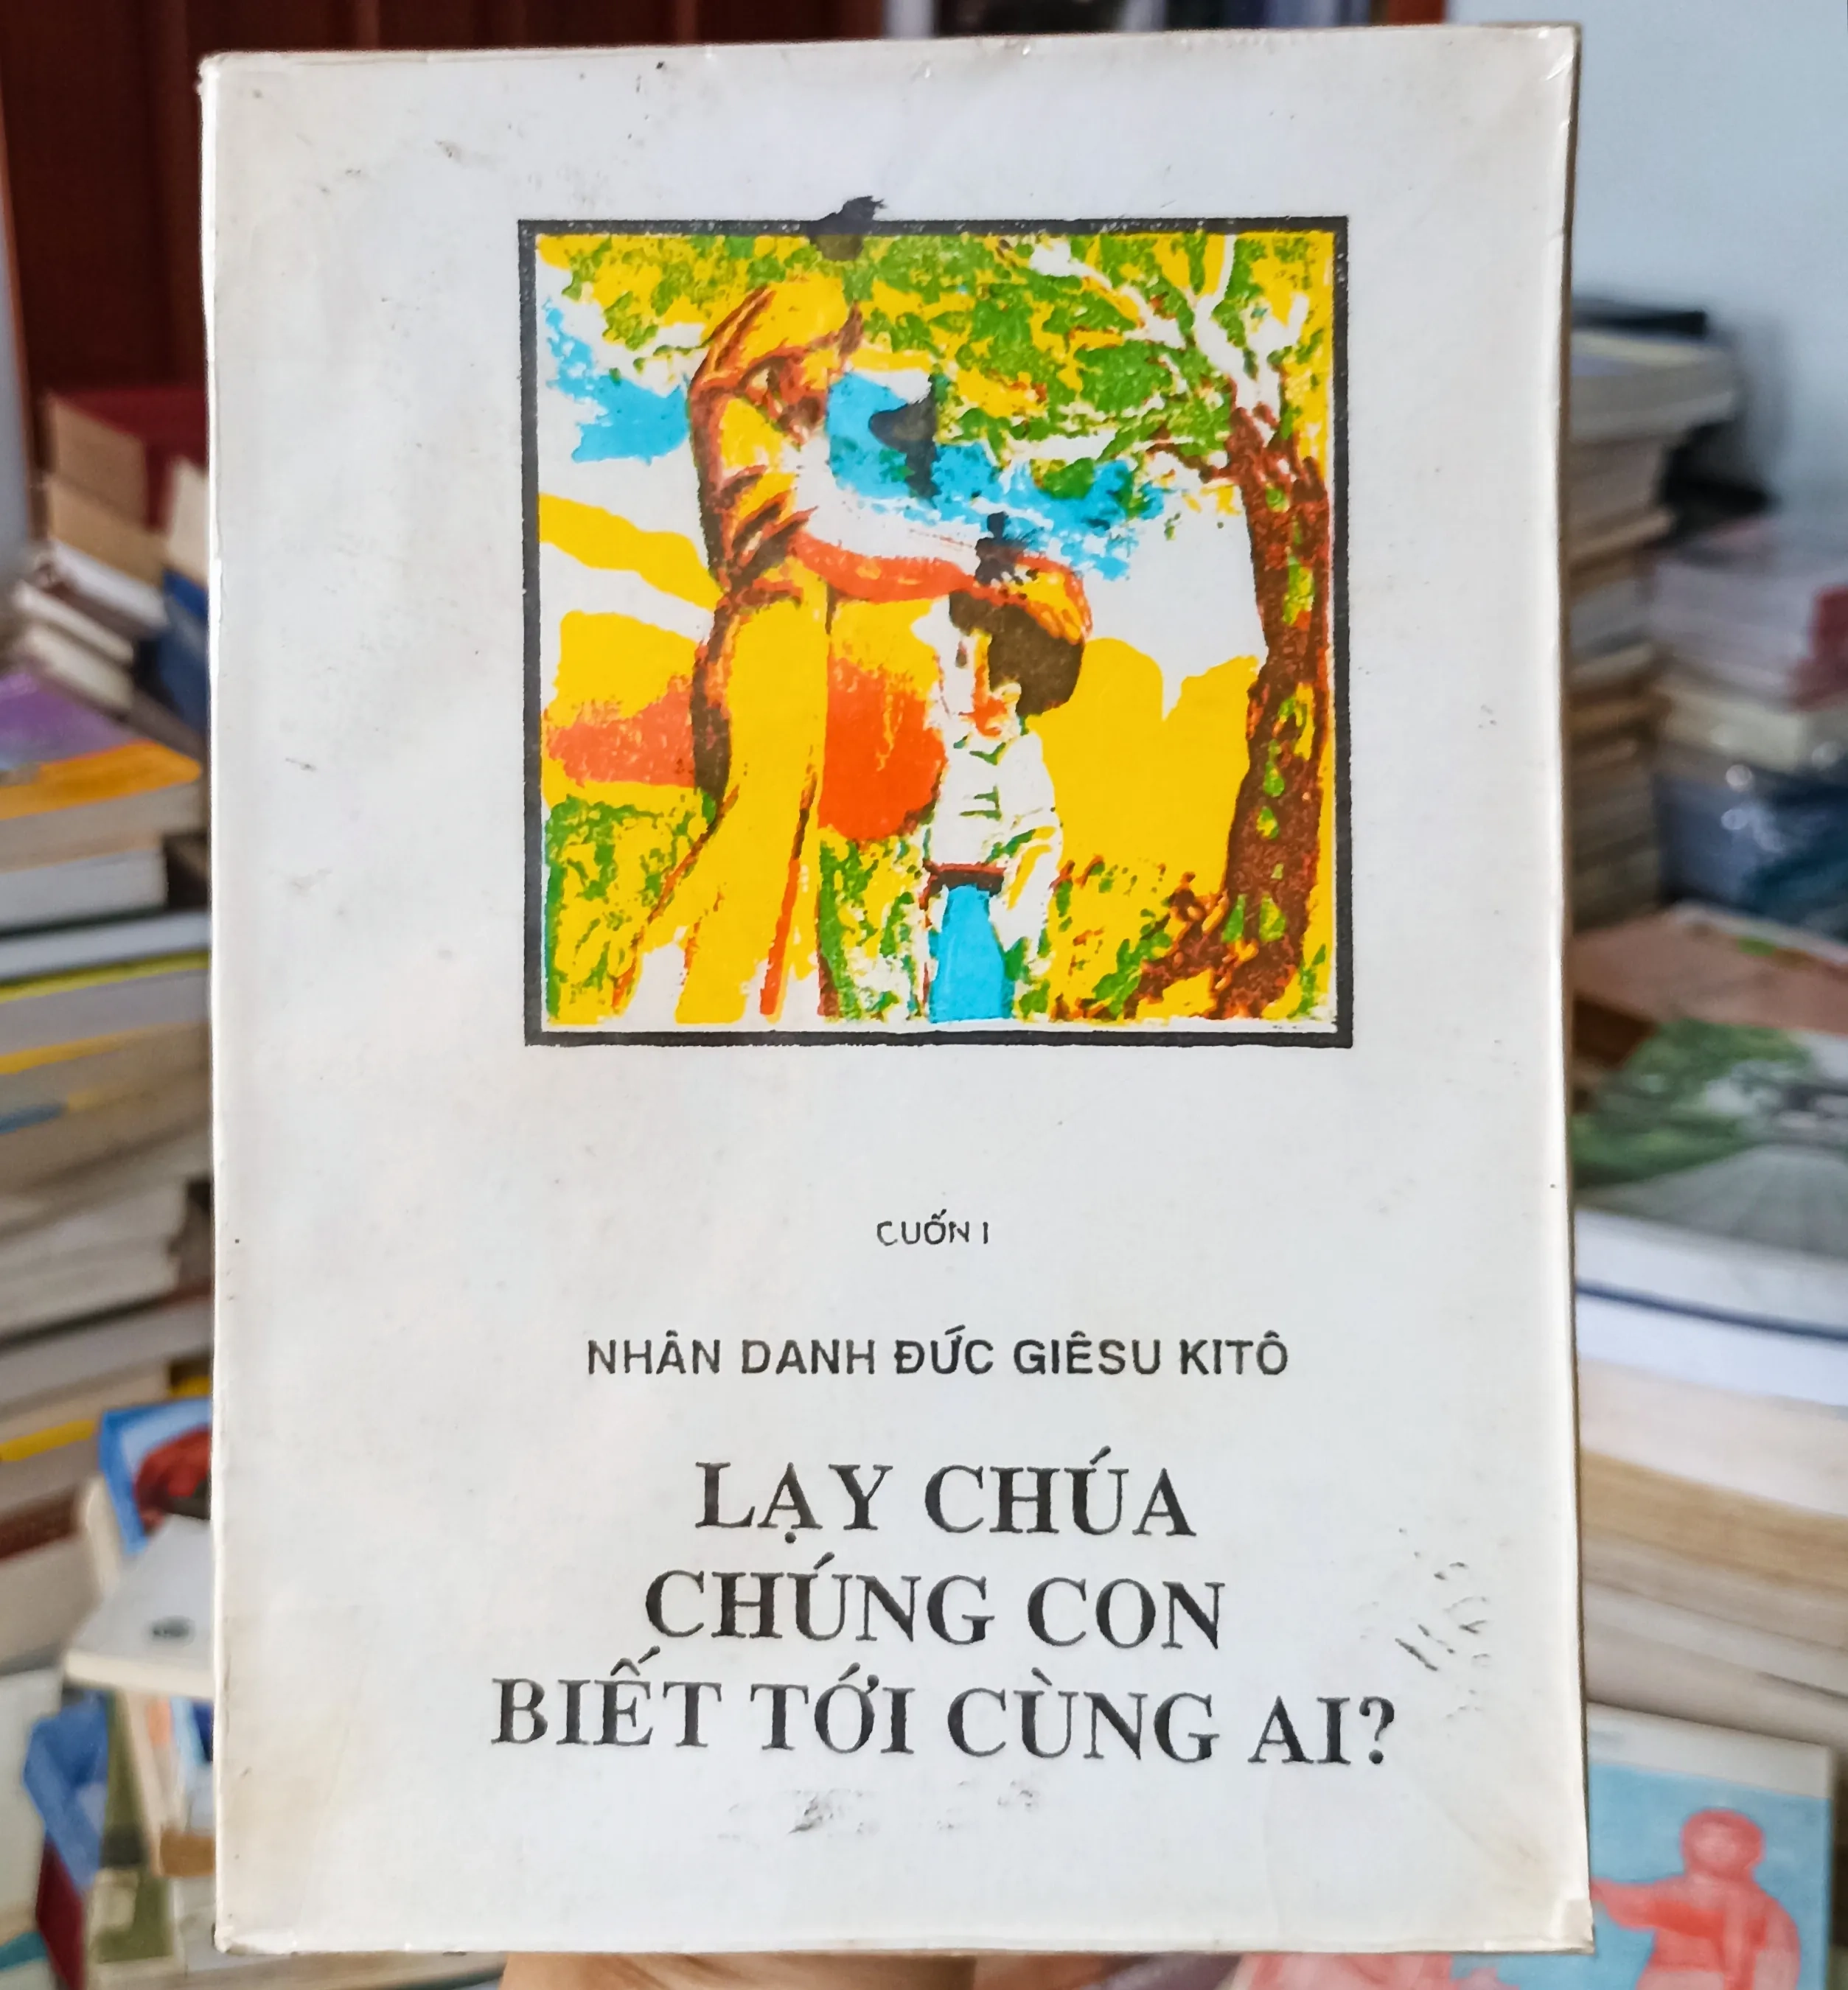 CUỐN I
NHÂN DANH ĐỨC GIÊSU KITÔ
LẠY CHÚA
CHÚNG CON
BIẾT TỚI CÙNG AI?